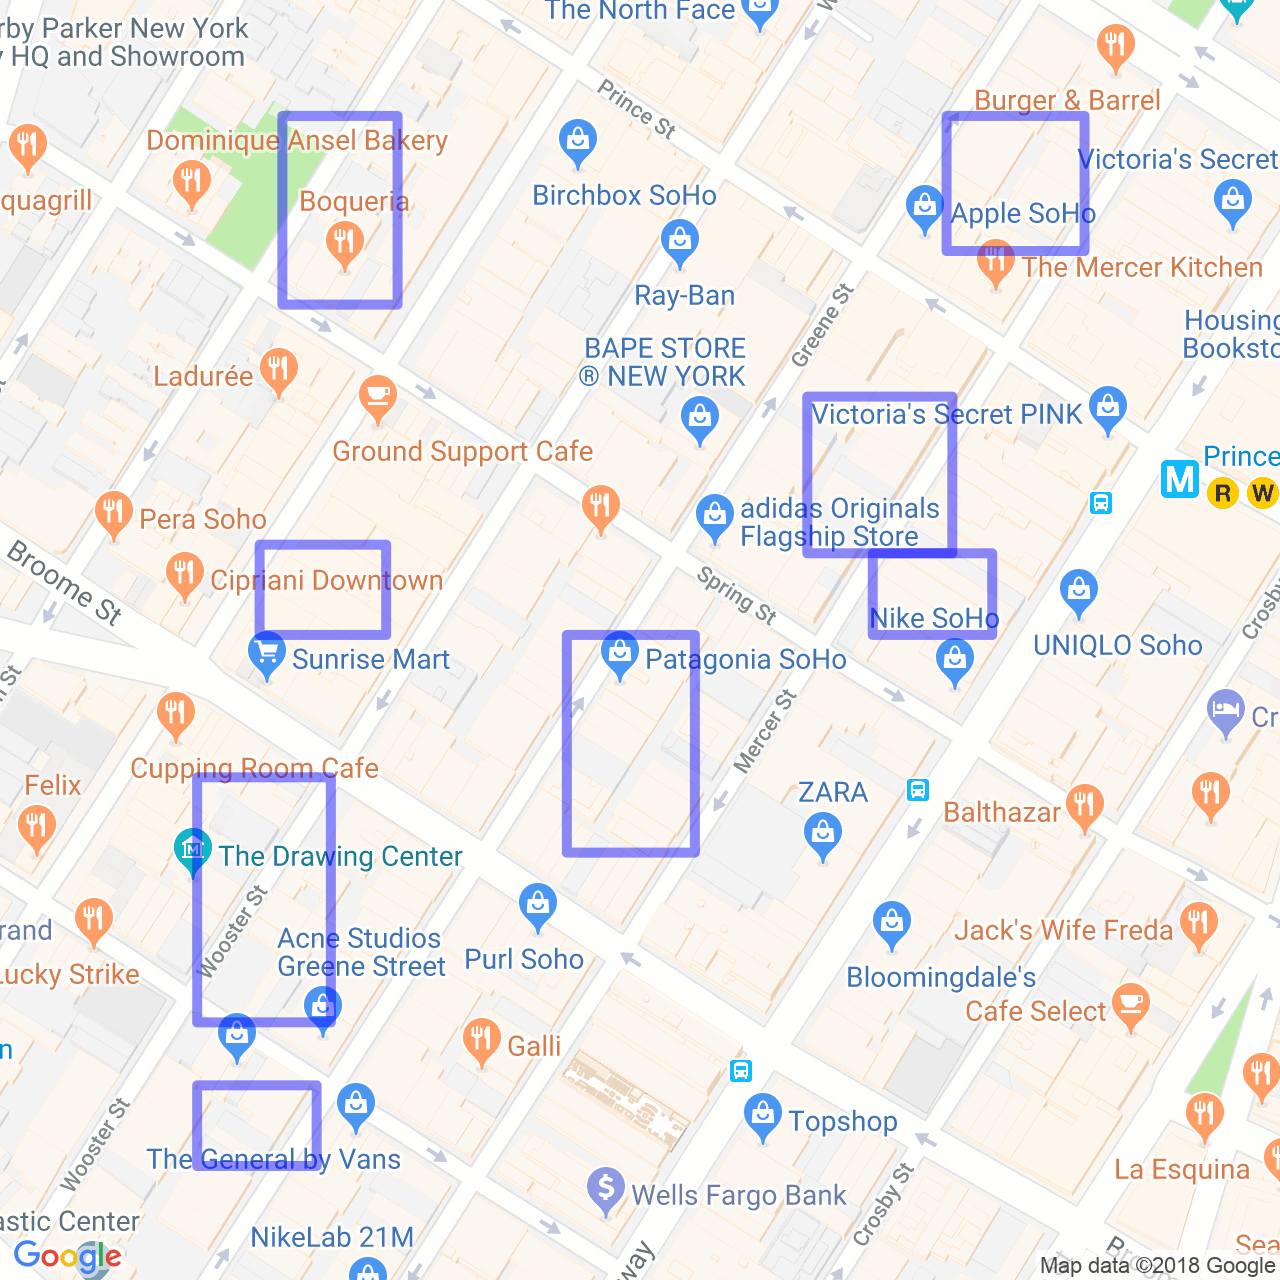 The North Face
rby Parker New York
y HQ and Showroom
Burger & Barrel
Prince St
Dominique Ansel Bakery
Victoria's Secret
Birchbox SoHo
quagrill
Boqueria
Apple SoHo
The Mercer Kitchen
Ray-Ban
Greene St
Housing
Booksto
BAPE STORE
® NEW YORK
Ladurée
Victoria's Secret PINK
Ground Support Cafe
Prince
M
R
W
Pera Soho
adidas Originals
Flagship Store
Broome St
Cipriani Downtown
Spring St
Crosby
Nike SoHo
UNIQLO Soho
Sunrise Mart
Patagonia SoHo
n St
Mercer St
Cr
Cupping Room Cafe
Felix
ZARA
Balthazar
The Drawing Center
Wooster St
rand
Acne Studios
Greene Street
Jack's Wife Freda
Purl Soho
Lucky Strike
Bloomingdale's
Cafe Select
n
Galli
Topshop
Wooster St
The General by Vans
La Esquina
$
Wells Fargo Bank
Crosby St
astic Center
NikeLab 21M
way
Sea
Google
Map data ©2018 Google